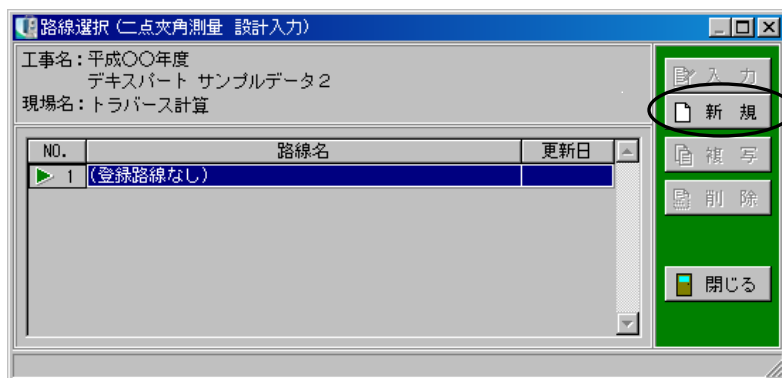 路線選択（二点夾角測量 設計入力）
工事名：平成〇〇年度
デキスパート サンプルデータ２
現場名：トラバース計算
入 力
新 規
複 写
削 除
閉じる
NO. 路線名 更新日
1 (登録路線なし)